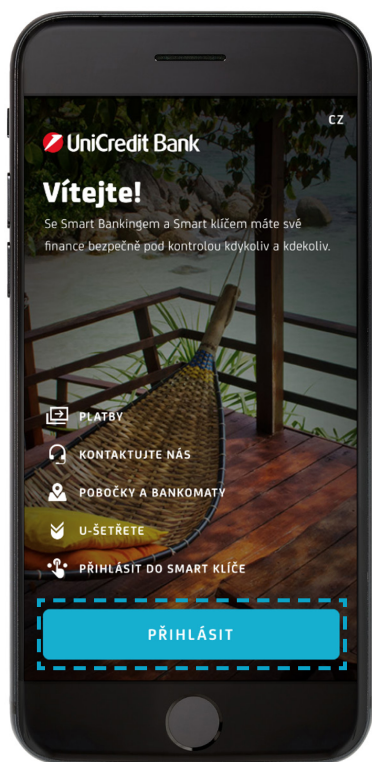 CZ
UniCredit Bank
Vítejte!
Se Smart Bankingem a Smart klíčem máte své
finance bezpečně pod kontrolou kdykoliv a kdekoliv.
PLATBY
KONTAKTUJTE NÁS
POBOČKY A BANKOMATY
U-ŠETŘETE
PŘIHLÁSIT DO SMART KLÍČE
PŘIHLÁSIT